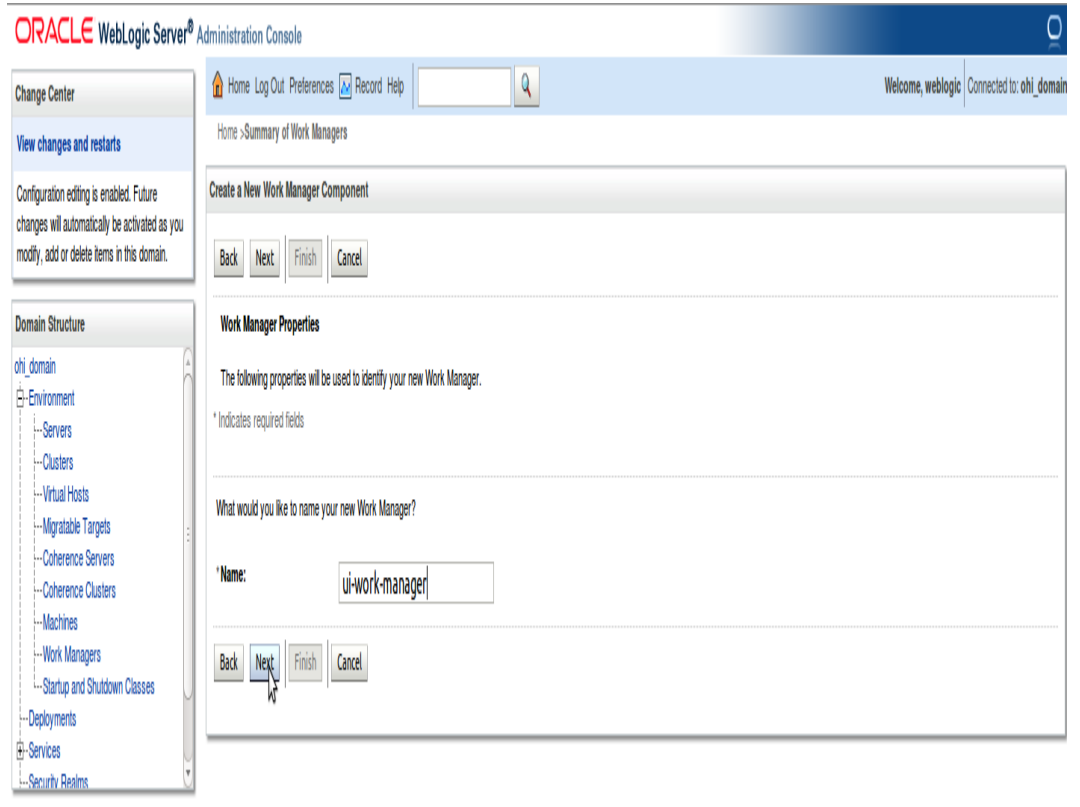 ORACLE WebLogic Server® Administration Console
Change Center
View changes and restarts
Configuration editing is enabled. Future
changes will automatically be activated as you
modify, add or delete items in this domain.
Domain Structure
ohi_domain
Environment
Servers
Clusters
Virtual Hosts
Migratable Targets
Coherence Servers
Coherence Clusters
Machines
Work Managers
Startup and Shutdown Classes
Deployments
Services
Security Realms
Home Log Out Preferences Record Help
Welcome, weblogic Connected to: ohi_domain
Home >Summary of Work Managers
Create a New Work Manager Component
Back Next Finish Cancel
Work Manager Properties
The following properties will be used to identify your new Work Manager.
* Indicates required fields
What would you like to name your new Work Manager?
* Name: ui-work-manager
Back Next Finish Cancel